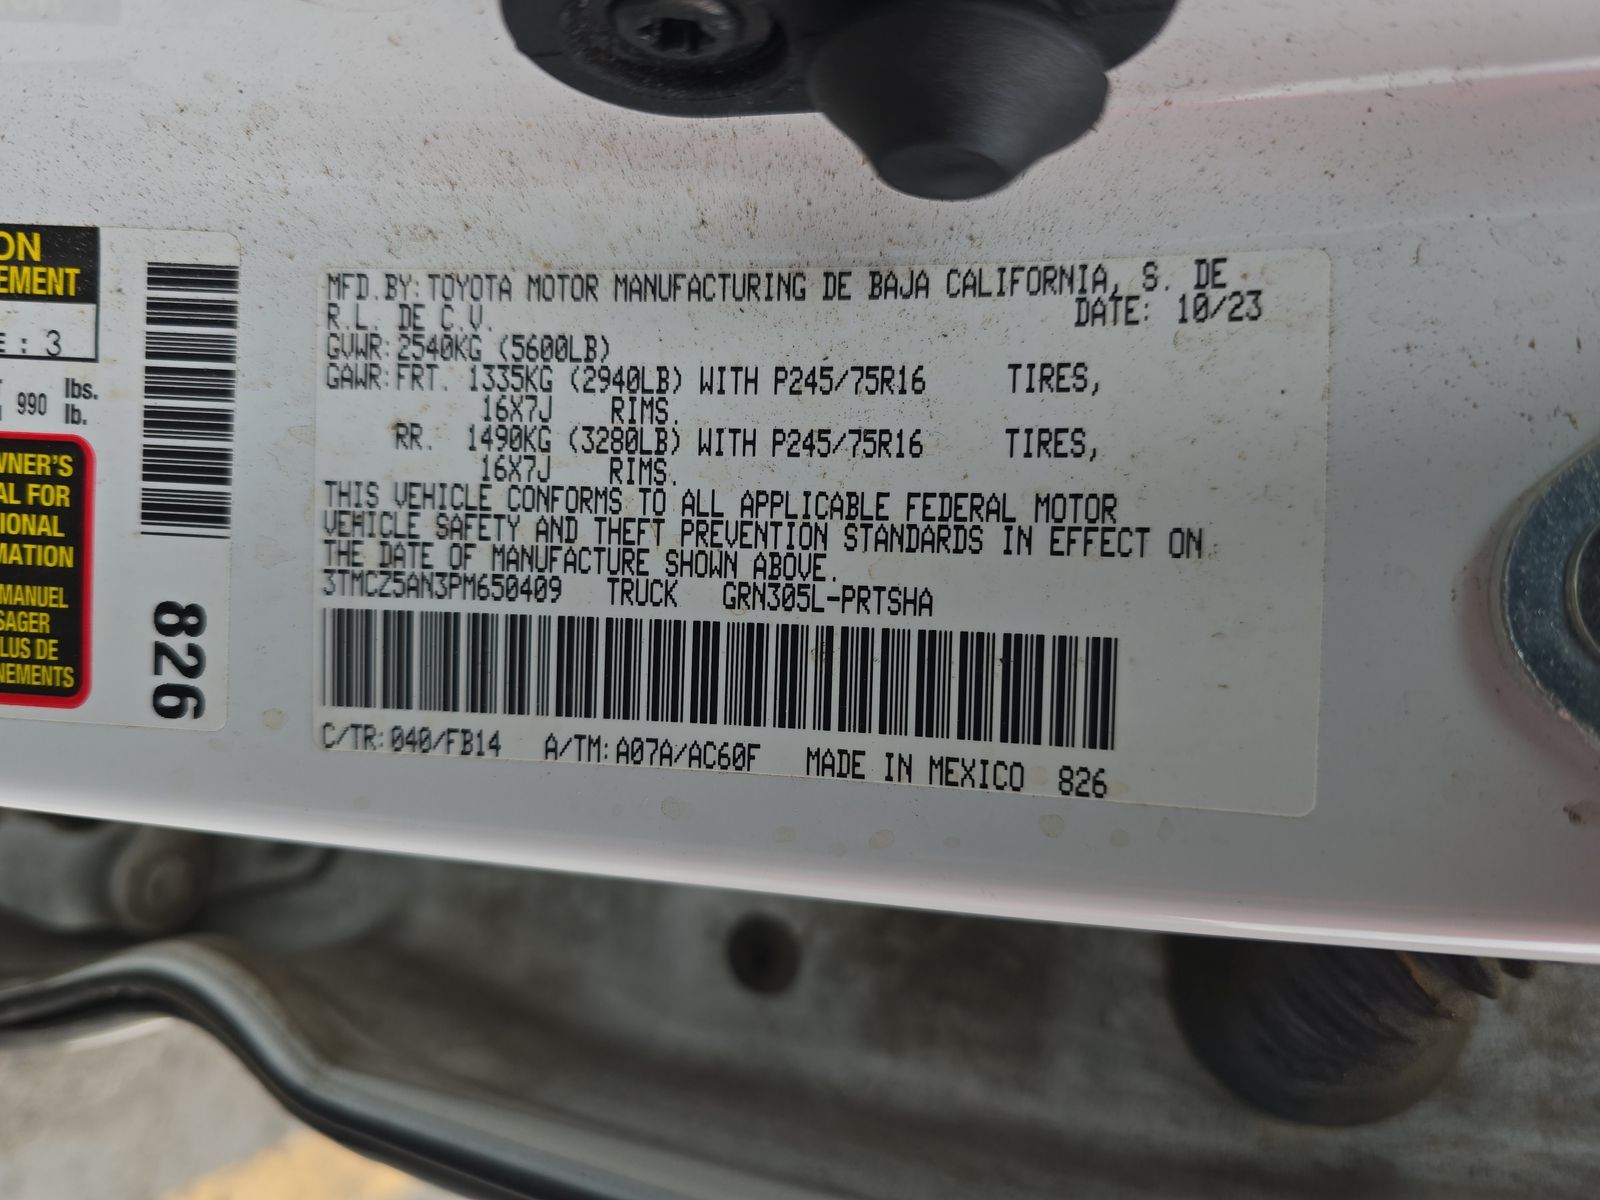 ON
EMENT
E : 3
990 lbs.
lb.
WNER'S
AL FOR
IONAL
MATION
MANUEL
SAGER
LUS DE
NEMENTS
826
MFD.BY: TOYOTA MOTOR MANUFACTURING DE BAJA CALIFORNIA, S. DE
R.L. DE C.V. DATE: 10/23
GVWR: 2540KG (5600LB)
GAWR: FRT. 1335KG (2940LB) WITH P245/75R16 TIRES,
16X7J RIMS.
RR. 1490KG (3280LB) WITH P245/75R16 TIRES,
16X7J RIMS.
THIS VEHICLE CONFORMS TO ALL APPLICABLE FEDERAL MOTOR
VEHICLE SAFETY AND THEFT PREVENTION STANDARDS IN EFFECT ON
THE DATE OF MANUFACTURE SHOWN ABOVE.
3TMCZ5AN3PM650409 TRUCK GRN305L-PRTSHA
C/TR: 040/FB14 A/TM: A07A/AC60F MADE IN MEXICO 826